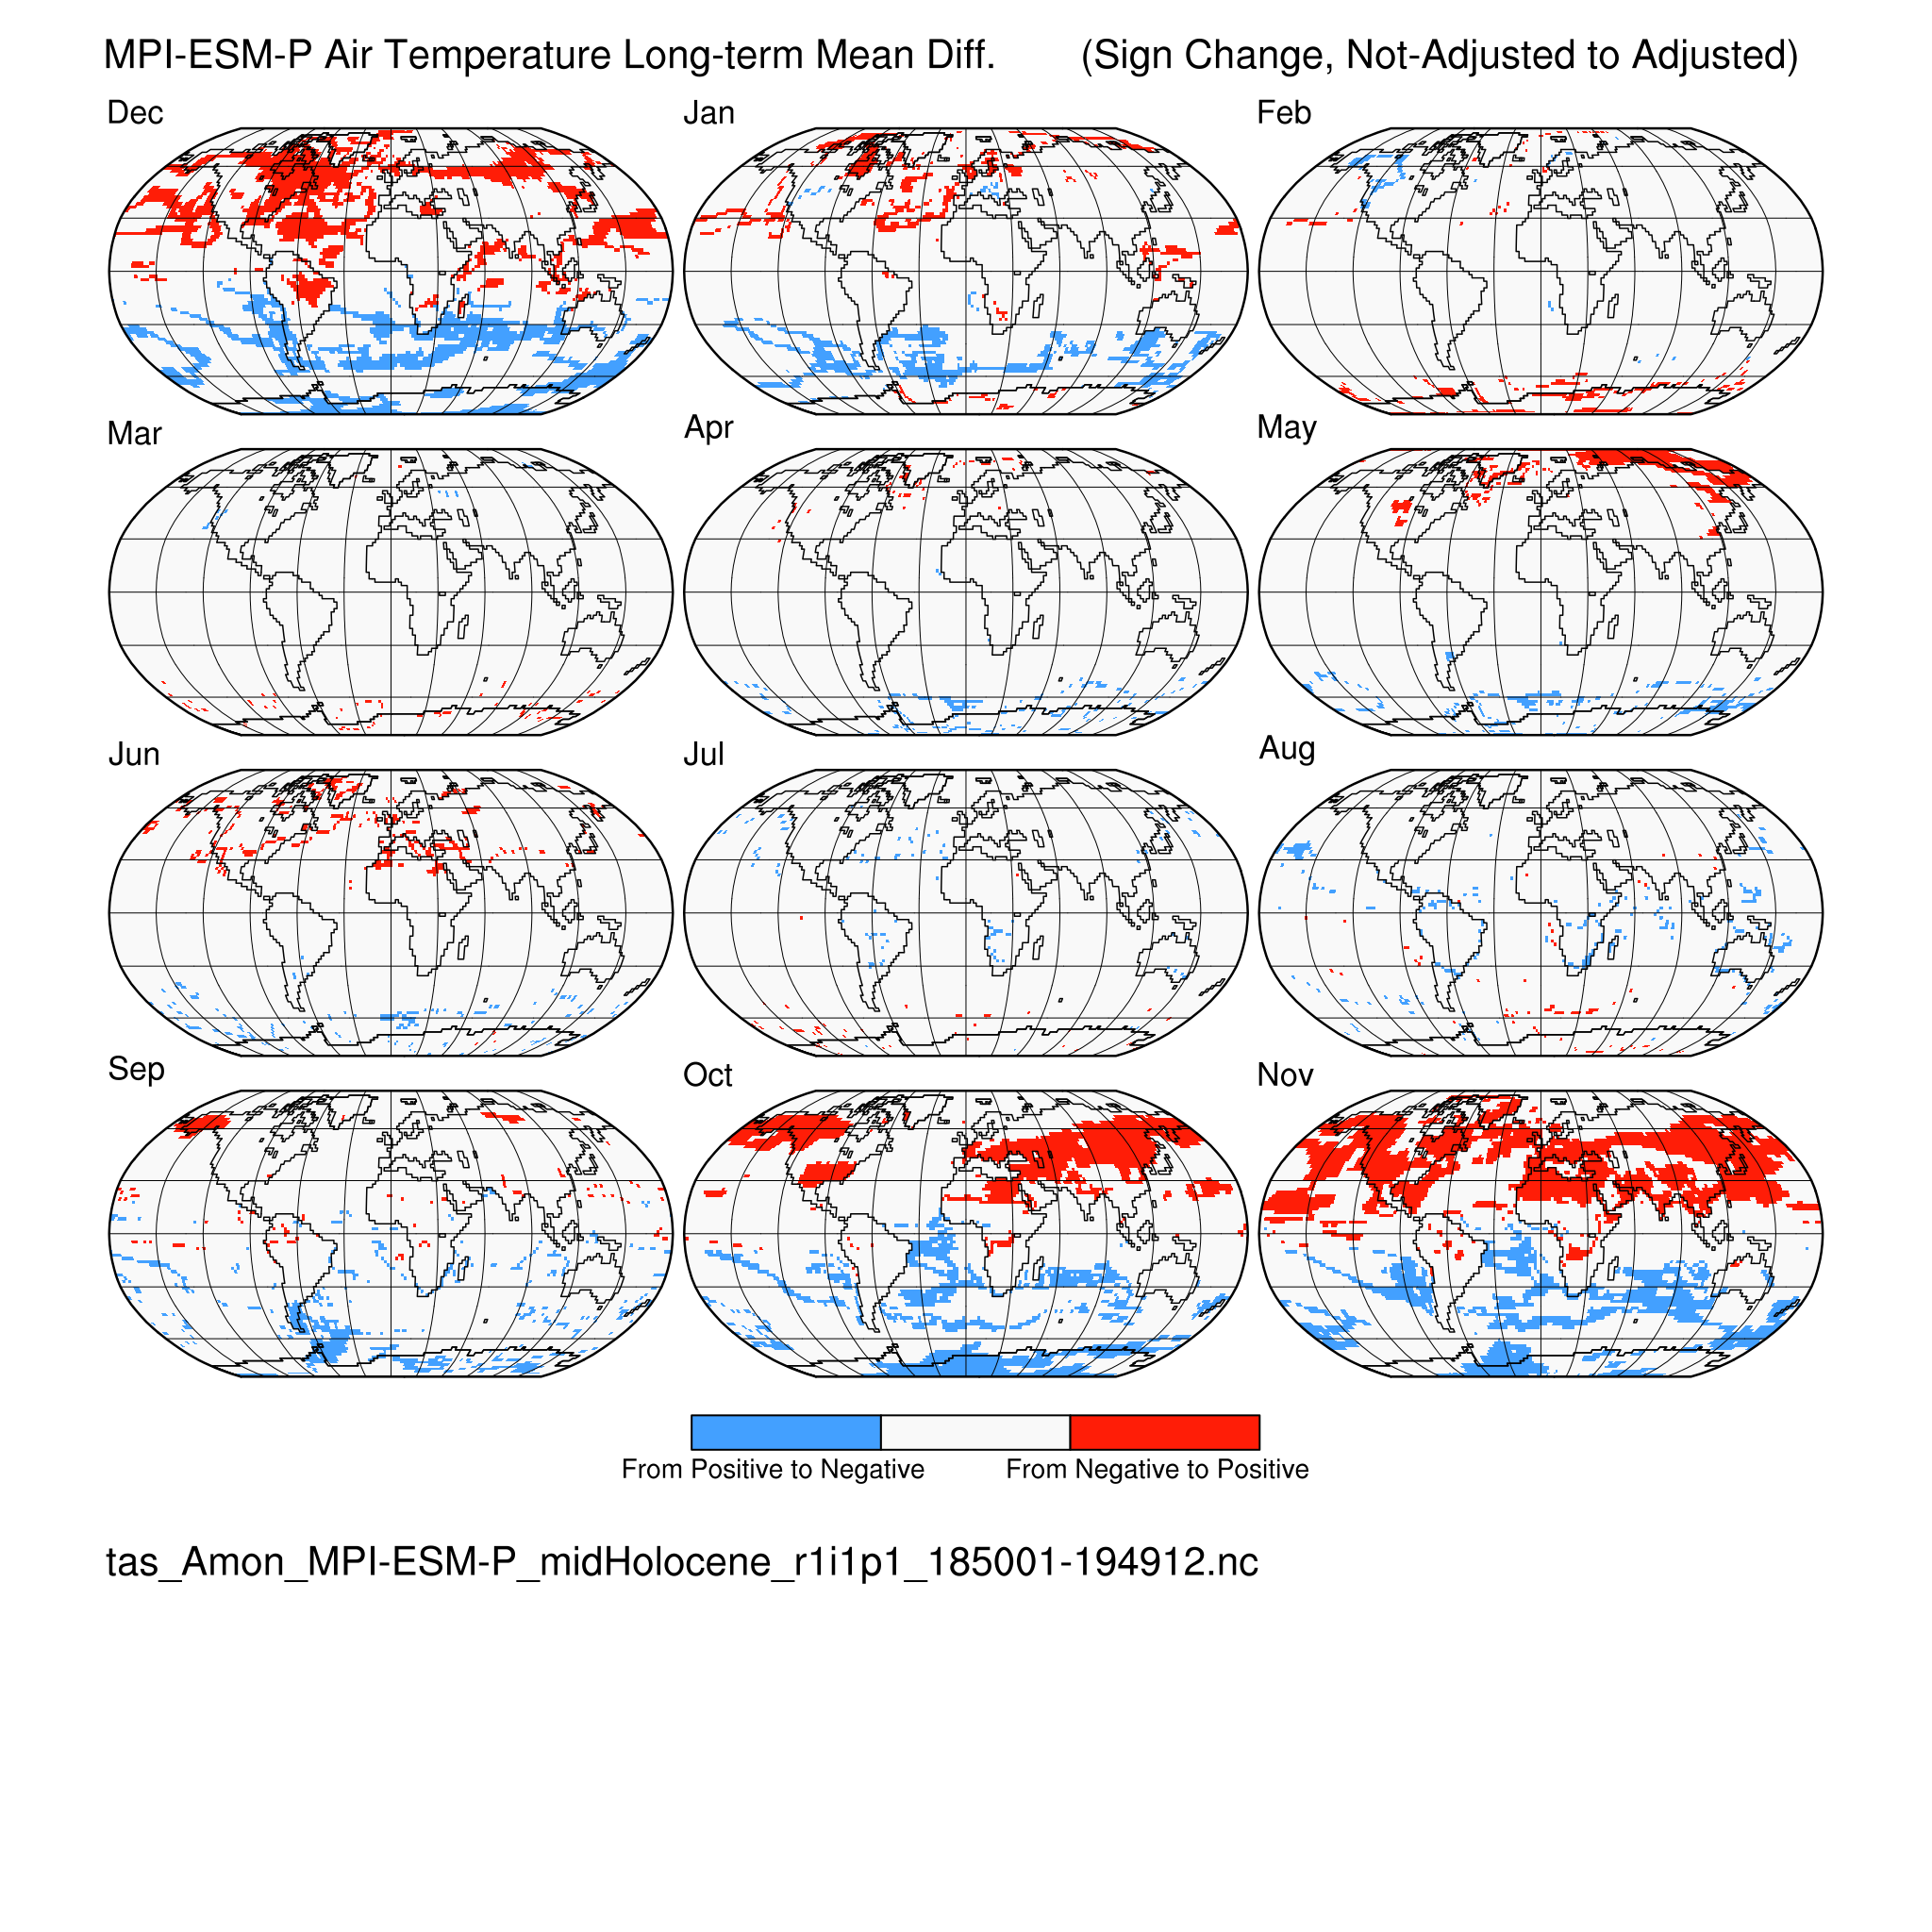 MPI-ESM-P Air Temperature Long-term Mean Diff. (Sign Change, Not-Adjusted to Adjusted)
Dec Jan Feb
Mar Apr May
Jun Jul Aug
Sep Oct Nov
From Positive to Negative From Negative to Positive
tas_Amon_MPI-ESM-P_midHolocene_r1i1p1_185001-194912.nc